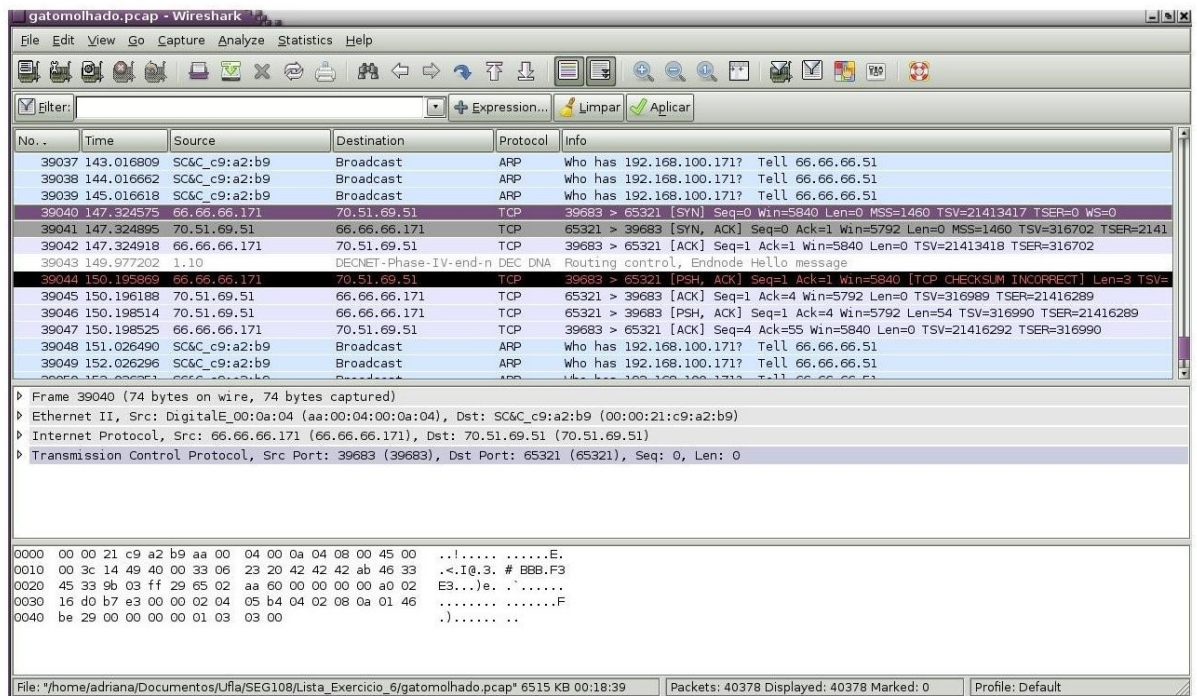 gatomolhado.pcap - Wireshark
File Edit View Go Capture Analyze Statistics Help
Filter: Expression... Limpar Aplicar
No. . Time Source Destination Protocol Info
39037 143.016809 SC&C_c9:a2:b9 Broadcast ARP Who has 192.168.100.171? Tell 66.66.66.51
39038 144.016662 SC&C_c9:a2:b9 Broadcast ARP Who has 192.168.100.171? Tell 66.66.66.51
39039 145.016618 SC&C_c9:a2:b9 Broadcast ARP Who has 192.168.100.171? Tell 66.66.66.51
39040 147.324575 66.66.66.171 70.51.69.51 TCP 39683 > 65321 [SYN] Seq=0 Win=5840 Len=0 MSS=1460 TSV=21413417 TSER=0 WS=0
39041 147.324895 70.51.69.51 66.66.66.171 TCP 65321 > 39683 [SYN, ACK] Seq=0 Ack=1 Win=5792 Len=0 MSS=1460 TSV=316702 TSER=2141
39042 147.324918 66.66.66.171 70.51.69.51 TCP 39683 > 65321 [ACK] Seq=1 Ack=1 Win=5840 Len=0 TSV=21413418 TSER=316702
39043 149.977202 1.10 DECNET-Phase-IV-end-n DEC DNA Routing control, Endnode Hello message
39044 150.195869 66.66.66.171 70.51.69.51 TCP 39683 > 65321 [PSH, ACK] Seq=1 Ack=1 Win=5840 [TCP CHECKSUM INCORRECT] Len=3 TSV=
39045 150.196188 70.51.69.51 66.66.66.171 TCP 65321 > 39683 [ACK] Seq=1 Ack=4 Win=5792 Len=0 TSV=316989 TSER=21416289
39046 150.198514 70.51.69.51 66.66.66.171 TCP 65321 > 39683 [PSH, ACK] Seq=1 Ack=4 Win=5792 Len=54 TSV=316990 TSER=21416289
39047 150.198525 66.66.66.171 70.51.69.51 TCP 39683 > 65321 [ACK] Seq=4 Ack=55 Win=5840 Len=0 TSV=21416292 TSER=316990
39048 151.026490 SC&C_c9:a2:b9 Broadcast ARP Who has 192.168.100.171? Tell 66.66.66.51
39049 152.026296 SC&C_c9:a2:b9 Broadcast ARP Who has 192.168.100.171? Tell 66.66.66.51
Frame 39040 (74 bytes on wire, 74 bytes captured)
Ethernet II, Src: DigitalE_00:0a:04 (aa:00:04:00:0a:04), Dst: SC&C_c9:a2:b9 (00:00:21:c9:a2:b9)
Internet Protocol, Src: 66.66.66.171 (66.66.66.171), Dst: 70.51.69.51 (70.51.69.51)
Transmission Control Protocol, Src Port: 39683 (39683), Dst Port: 65321 (65321), Seq: 0, Len: 0
0000 00 00 21 c9 a2 b9 aa 00 04 00 0a 04 08 00 45 00 ..!..... ......E.
0010 00 3c 14 49 40 00 33 06 23 20 42 42 42 ab 46 33 .<.I@.3. # BBB.F3
0020 45 33 9b 03 ff 29 65 02 aa 60 00 00 00 00 a0 02 E3...)e. .`......
0030 16 d0 b7 e3 00 00 02 04 05 b4 04 02 08 0a 01 46 ........ .......F
0040 be 29 00 00 00 00 01 03 03 00 .)...... ..
File: "/home/adriana/Documentos/Ufla/SEG108/Lista_Exercicio_6/gatomolhado.pcap" 6515 KB 00:18:39 Packets: 40378 Displayed: 40378 Marked: 0 Profile: Default